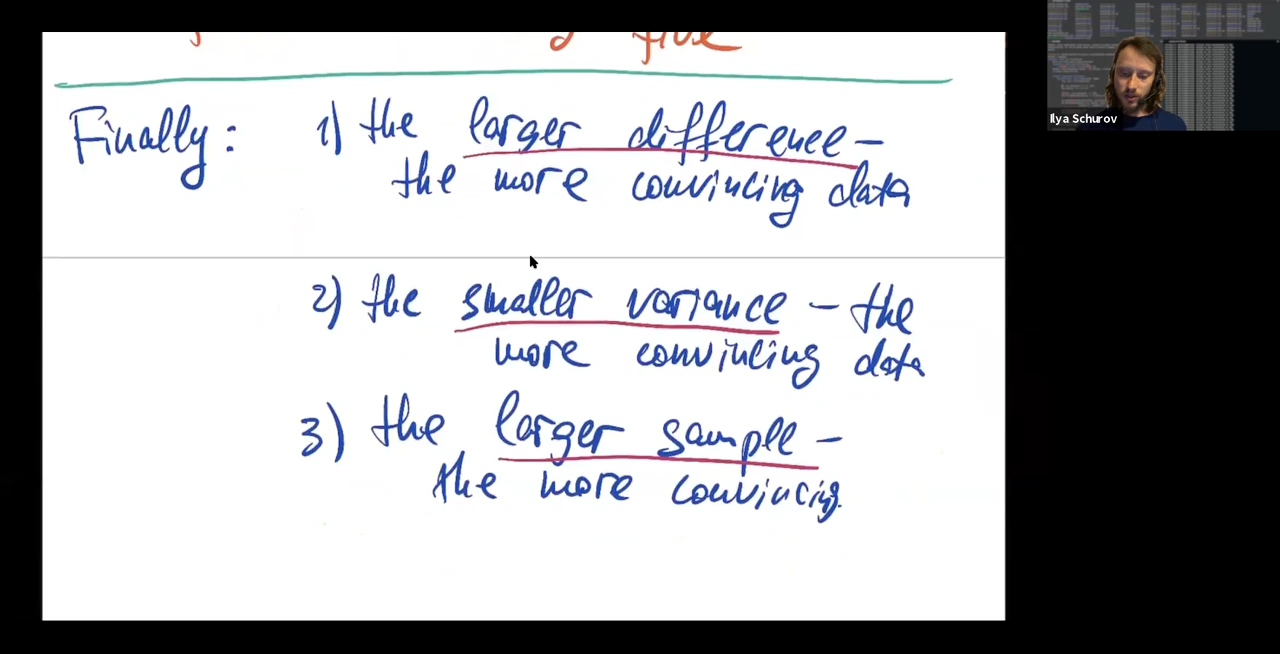 five
Finally: 1) the larger difference -
the more convincing data
2) the smaller variance - the
more convincing data
3) the larger sample -
the more convincing.
Ilya Schurov